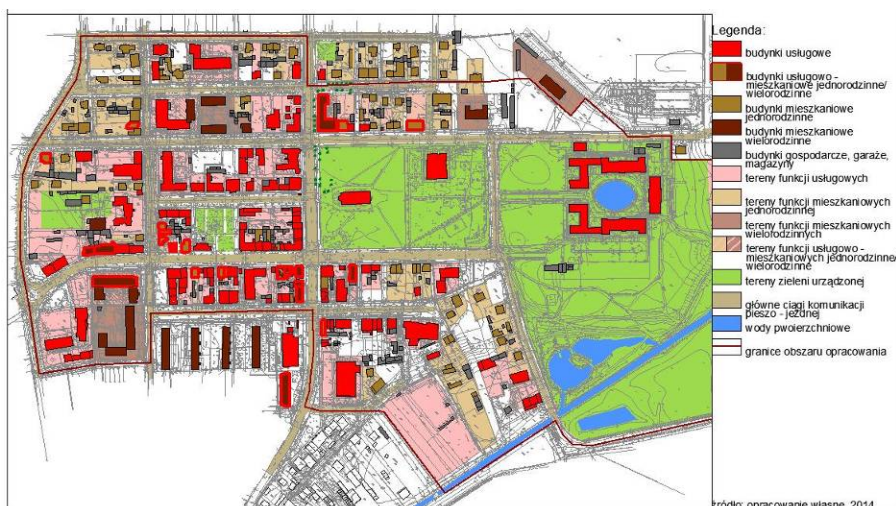 Legenda:
budynki usługowe
budynki usługowo -
mieszkaniowe jednorodzinne/
wielorodzinne
budynki mieszkaniowe
jednorodzinne
budynki mieszkaniowe
wielorodzinne
budynki gospodarcze, garaże,
magazyny
tereny funkcji usługowych
tereny funkcji mieszkaniowych
jednorodzinnej
tereny funkcji mieszkaniowych
wielorodzinnych
tereny funkcji usługowo -
mieszkaniowych jednorodzinne/
wielorodzinne
tereny zieleni urządzonej
główne ciągi komunikacji
pieszo - jezdnej
wody pwoierzchniowe
granice obszaru opracowania
źródło: opracowanie własne, 2014